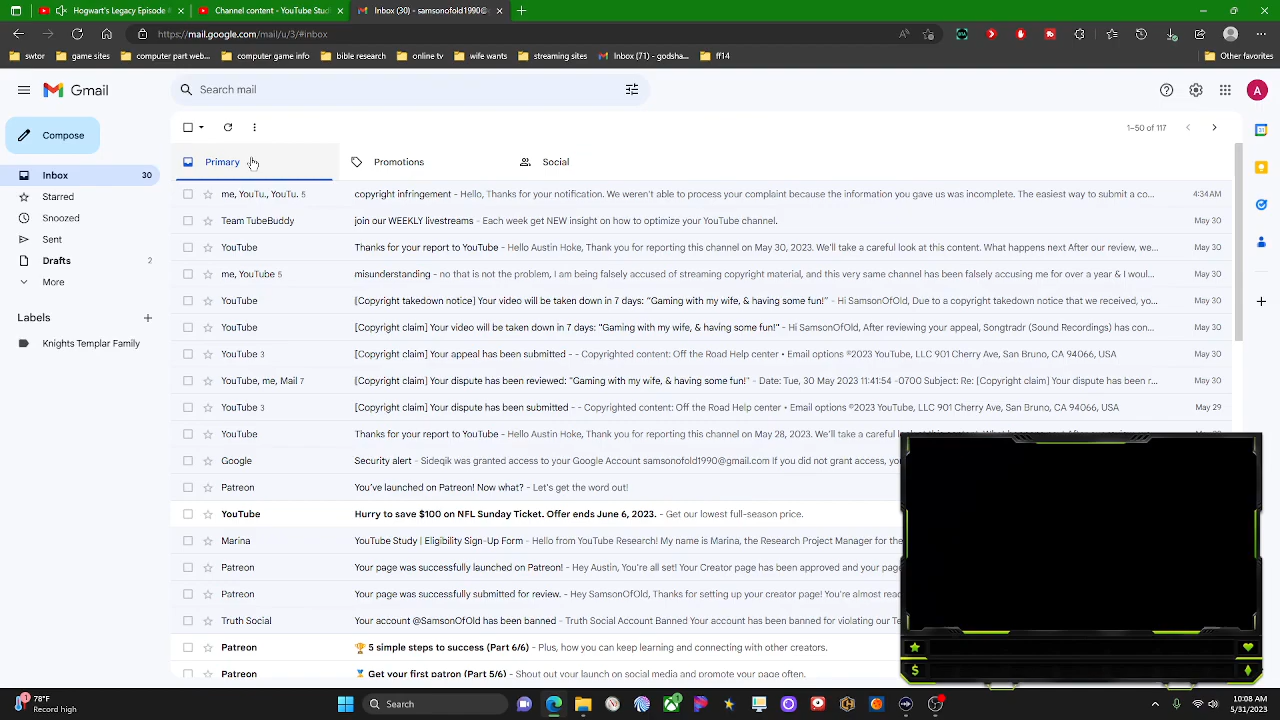 Hogwart's Legacy Episode
Channel content - YouTube Studi
Inbox (30) - samsonofold1990@
https://mail.google.com/mail/u/3/#inbox
swtor
game sites
computer part web...
computer game info
bible research
online tv
wife wants
streaming sites
Inbox (71) - godsha...
ff14
Other favorites
Gmail
Search mail
A
Compose
1–50 of 117
Primary
Promotions
Social
Inbox 30
Starred
Snoozed
Sent
Drafts 2
More
Labels
Knights Templar Family
me, YouTu., YouTu. 5 copyright infringement - Hello, Thanks for your notification. We weren't able to process your complaint because the information you gave us was incomplete. The easiest way to submit a co... 4:34 AM
Team TubeBuddy join our WEEKLY livestreams - Each week get NEW insight on how to optimize your YouTube channel. May 30
YouTube Thanks for your report to YouTube - Hello Austin Hoke, Thank you for reporting this channel on May 30, 2023. We'll take a careful look at this content. What happens next After our review, we... May 30
me, YouTube 5 misunderstanding - no that is not the problem, I am being falsely accused of streaming copyright material, and this very same channel has been falsely accusing me for over a year & I woul... May 30
YouTube [Copyright takedown notice] Your video will be taken down in 7 days: "Gaming with my wife, & having some fun!" - Hi SamsonOfOld, Due to a copyright takedown notice that we received, yo... May 30
YouTube [Copyright claim] Your video will be taken down in 7 days: "Gaming with my wife, & having some fun!" - Hi SamsonOfOld, After reviewing your appeal, Songtradr (Sound Recordings) has con... May 30
YouTube 3 [Copyright claim] Your appeal has been submitted - - Copyrighted content: Off the Road Help center • Email options ©2023 YouTube, LLC 901 Cherry Ave, San Bruno, CA 94066, USA May 30
YouTube, me, Mail 7 [Copyright claim] Your dispute has been reviewed: "Gaming with my wife, & having some fun!" - Date: Tue, 30 May 2023 11:41:54 -0700 Subject: Re: [Copyright claim] Your dispute has been r... May 30
YouTube 3 [Copyright claim] Your dispute has been submitted - - Copyrighted content: Off the Road Help center • Email options ©2023 YouTube, LLC 901 Cherry Ave, San Bruno, CA 94066, USA May 29
YouTube Thanks for your report to YouTube - Hello Austin Hoke, Thank you for reporting this channel on May 28, 2023. We'll take a careful
Google Security alert - Sideqik was granted access to your Google Account samsonofold1990@gmail.com If you did not grant access, you
Patreon You've launched on Patreon! Now what? - Let's get the word out!
YouTube Hurry to save $100 on NFL Sunday Ticket. Offer ends June 6, 2023. - Get our lowest full-season price.
Marina YouTube Study | Eligibility Sign-Up Form - Hello from YouTube Research! My name is Marina, the Research Project Manager for the
Patreon Your page was successfully launched on Patreon! - Hey Austin, You're all set! Your Creator page has been approved and your page
Patreon Your page was successfully submitted for review. - Hey SamsonOfOld, Thanks for setting up your creator page! You're almost read
Truth Social Your account @SamsonOfOld has been banned - Truth Social Account Banned Your account has been banned for violating our Te
Patreon 🏆 5 simple steps to success (Part 6/6) - Plus how you can keep learning and connecting with other creators.
Patreon 🏅 Get your first patron (Part 5/6) - Shout out your launch on social media and promote your page often.
78°F
Record high
Search
10:08 AM
5/31/2023